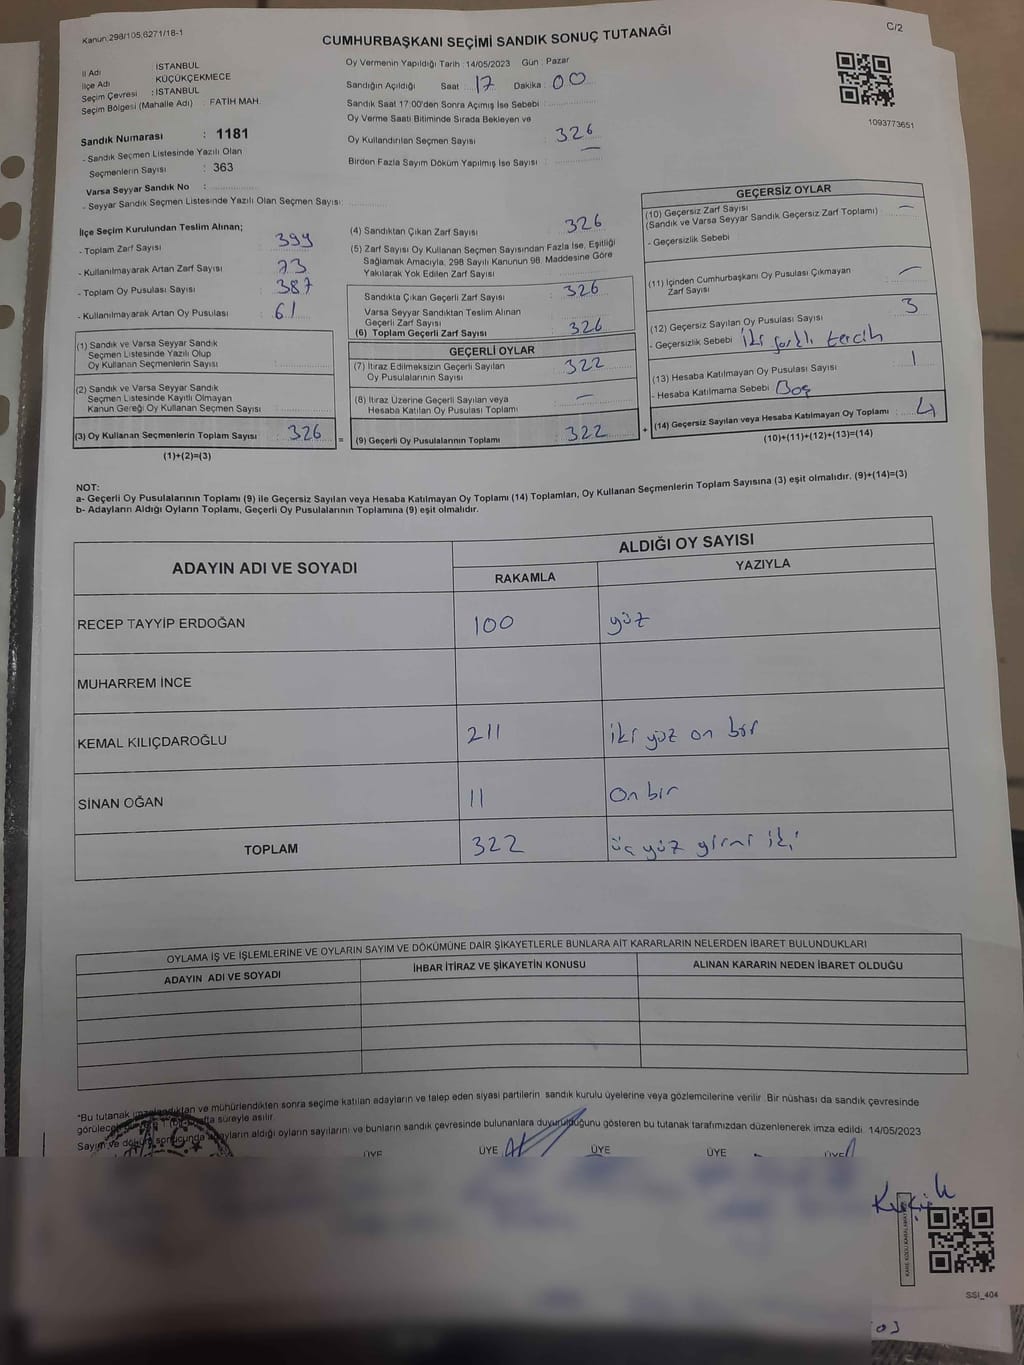 Kanun:298/105,6271/18-1
C/2
CUMHURBAŞKANI SEÇİMİ SANDIK SONUÇ TUTANAĞI
İl Adı İSTANBUL
İlçe Adı KÜÇÜKÇEKMECE
Seçim Çevresi : İSTANBUL
Seçim Bölgesi (Mahalle Adı) : FATİH MAH.
Sandık Numarası : 1181
- Sandık Seçmen Listesinde Yazılı Olan
Seçmenlerin Sayısı : 363
Varsa Seyyar Sandık No :
- Seyyar Sandık Seçmen Listesinde Yazılı Olan Seçmen Sayısı:
Oy Vermenin Yapıldığı Tarih :14/05/2023 Gün : Pazar
Sandığın Açıldığı Saat 17 Dakika 00
Sandık Saat 17:00'den Sonra Açmış İse Sebebi
Oy Verme Saati Bitiminde Sırada Bekleyen ve
Oy Kullandırılan Seçmen Sayısı : 326
Birden Fazla Sayım Döküm Yapılmış İse Sayısı :
1093773651
İlçe Seçim Kurulundan Teslim Alınan;
- Toplam Zarf Sayısı : 399
- Kullanılmayarak Artan Zarf Sayısı : 73
- Toplam Oy Pusulası Sayısı : 387
- Kullanılmayarak Artan Oy Pusulası : 61
(1) Sandık ve Varsa Seyyar Sandık
Seçmen Listesinde Yazılı Olup
Oy Kullanan Seçmenlerin Sayısı :
(2) Sandık ve Varsa Seyyar Sandık
Seçmen Listesinde Kayıtlı Olmayan
Kanun Gereği Oy Kullanan Seçmen Sayısı
(3) Oy Kullanan Seçmenlerin Toplam Sayısı : 326
(1)+(2)=(3)
(4) Sandıktan Çıkan Zarf Sayısı : 326
(5) Zarf Sayısı Oy Kullanan Seçmen Sayısından Fazla İse, Eşitliği
Sağlamak Amacıyla, 298 Sayılı Kanunun 98. Maddesine Göre
Yakılarak Yok Edilen Zarf Sayısı
Sandıkta Çıkan Geçerli Zarf Sayısı : 326
Varsa Seyyar Sandıktan Teslim Alınan
Geçerli Zarf Sayısı
(6) Toplam Geçerli Zarf Sayısı : 326
GEÇERLİ OYLAR
(7) İtiraz Edilmeksizin Geçerli Sayılan
Oy Pusulalarının Sayısı : 322
(8) İtiraz Üzerine Geçerli Sayılan veya
Hesaba Katılan Oy Pusulası Toplamı : —
= (9) Geçerli Oy Pusulalarının Toplamı : 322
GEÇERSİZ OYLAR
(10) Geçersiz Zarf Sayısı
(Sandık ve Varsa Seyyar Sandık Geçersiz Zarf Toplamı) : —
- Geçersizlik Sebebi :
(11) İçinden Cumhurbaşkanı Oy Pusulası Çıkmayan
Zarf Sayısı : —
(12) Geçersiz Sayılan Oy Pusulası Sayısı : 3
- Geçersizlik Sebebi : iki farklı tercih
(13) Hesaba Katılmayan Oy Pusulası Sayısı : 1
- Hesaba Katılmama Sebebi : Boş
+ (14) Geçersiz Sayılan veya Hesaba Katılmayan Oy Toplamı : 4
(10)+(11)+(12)+(13)=(14)
NOT:
a- Geçerli Oy Pusulalarının Toplamı (9) ile Geçersiz Sayılan veya Hesaba Katılmayan Oy Toplamı (14) Toplamları, Oy Kullanan Seçmenlerin Toplam Sayısına (3) eşit olmalıdır. (9)+(14)=(3)
b- Adayların Aldığı Oyların Toplamı, Geçerli Oy Pusulalarının Toplamına (9) eşit olmalıdır.
ADAYIN ADI VE SOYADI
ALDIĞI OY SAYISI
RAKAMLA YAZIYLA
RECEP TAYYİP ERDOĞAN 100 yüz
MUHARREM İNCE
KEMAL KILIÇDAROĞLU 211 iki yüz on bir
SİNAN OĞAN 11 On bir
TOPLAM 322 üç yüz yirmi iki
OYLAMA İŞ VE İŞLEMLERİNE VE OYLARIN SAYIM VE DÖKÜMÜNE DAİR ŞİKAYETLERLE BUNLARA AİT KARARLARIN NELERDEN İBARET BULUNDUKLARI
ADAYIN ADI VE SOYADI İHBAR İTİRAZ VE ŞİKAYETİN KONUSU ALINAN KARARIN NEDEN İBARET OLDUĞU
*Bu tutanak imzalandıktan ve mühürlendikten sonra seçime katılan adayların ve talep eden siyasi partilerin sandık kurulu üyelerine veya gözlemcilerine verilir. Bir nüshası da sandık çevresinde
süreyle asılır.
Sayım ve döküm sonucunda adayların aldığı oyların sayılarını ve bunların sandık çevresinde bulunanlara duyurulduğunu gösteren bu tutanak tarafımızdan düzenlenerek imza edildi. 14/05/2023
ÜYE ÜYE ÜYE ÜYE ÜYE
SSI_404